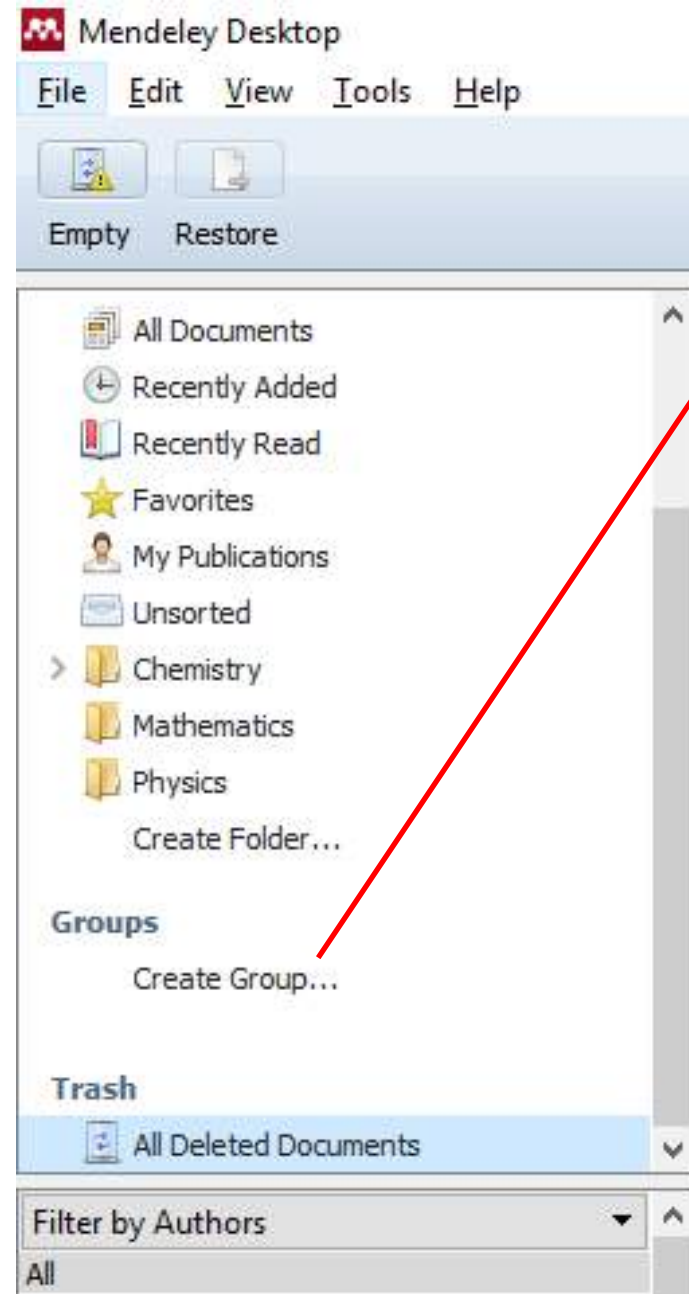 Mendeley Desktop
File Edit View Tools Help
Empty Restore
All Documents
Recently Added
Recently Read
Favorites
My Publications
Unsorted
Chemistry
Mathematics
Physics
Create Folder...
Groups
Create Group...
Trash
All Deleted Documents
Filter by Authors
All